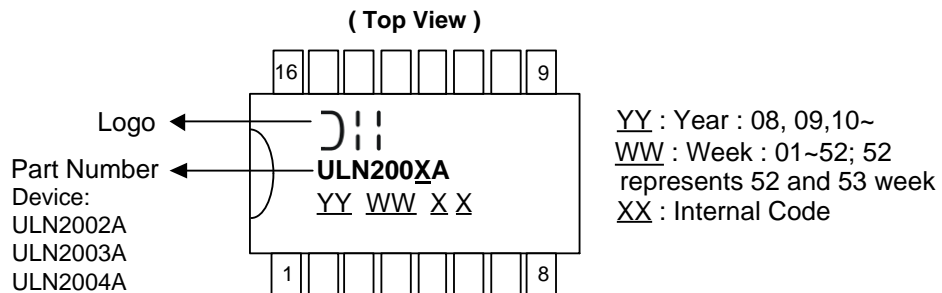 ( Top View )
16
9
Logo
Part Number
Device:
ULN2002A
ULN2003A
ULN2004A
ULN200XA
YY WW X X
1
8
YY : Year : 08, 09,10~
WW : Week : 01~52; 52
represents 52 and 53 week
XX : Internal Code